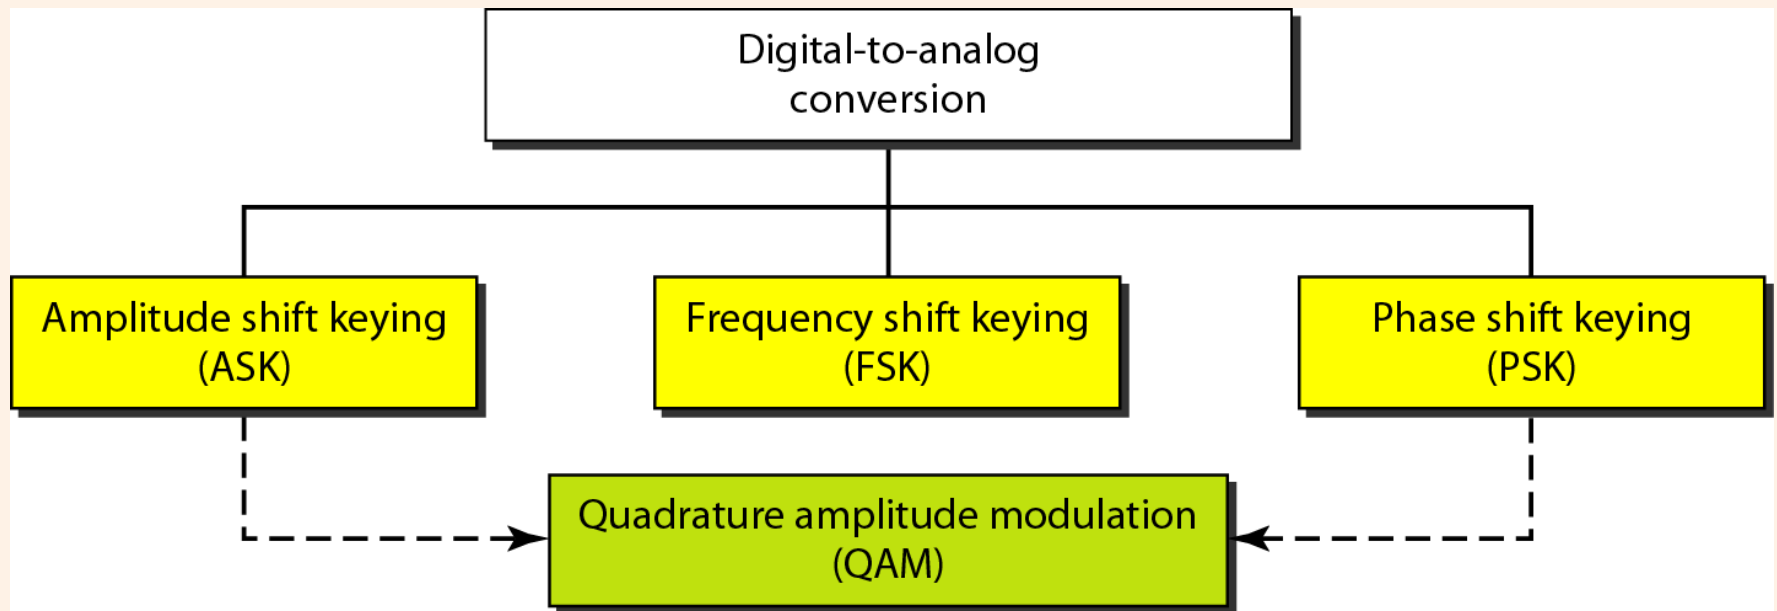 Digital-to-analog
conversion
Amplitude shift keying
(ASK)
Frequency shift keying
(FSK)
Phase shift keying
(PSK)
Quadrature amplitude modulation
(QAM)